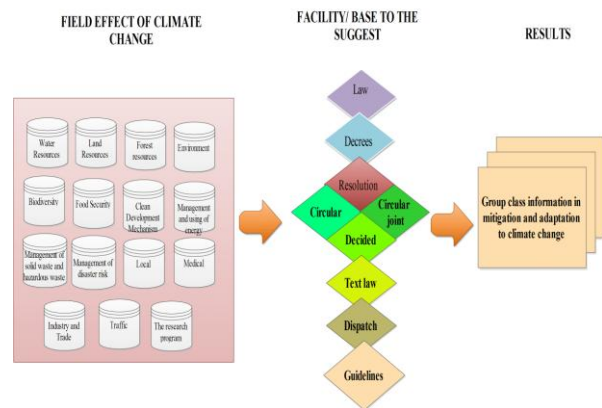 FIELD EFFECT OF CLIMATE
CHANGE
FACILITY/ BASE TO THE
SUGGEST
RESULTS
Water
Resources
Land
Resources
Forest
resources
Environment
Biodiversity
Food Security
Clean
Development
Mechanism
Management
and using of
energy
Management of
solid waste and
hazardous waste
Management of
disaster risk
Local
Medical
Industry and
Trade
Traffic
The research
program
Law
Decrees
Resolution
Circular
Circular
joint
Decided
Text law
Dispatch
Guidelines
Group class information in
mitigation and adaptation
to climate change